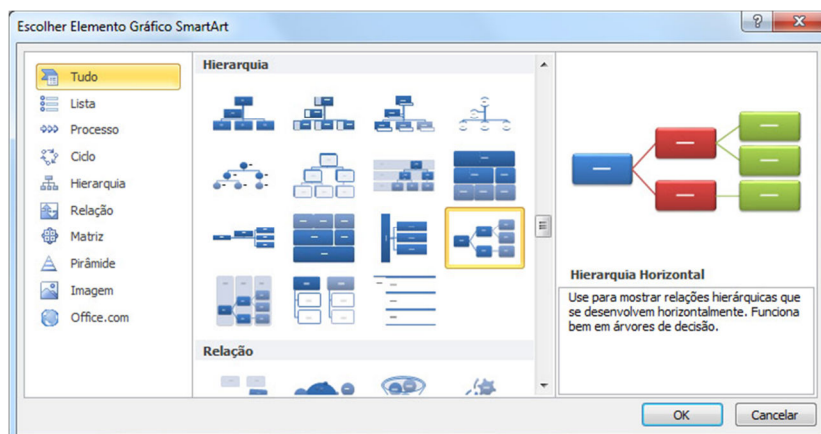 Escolher Elemento Gráfico SmartArt
Tudo
Lista
Processo
Ciclo
Hierarquia
Relação
Matriz
Pirâmide
Imagem
Office.com
Hierarquia
Relação
Hierarquia Horizontal
Use para mostrar relações hierárquicas que
se desenvolvem horizontalmente. Funciona
bem em árvores de decisão.
OK
Cancelar